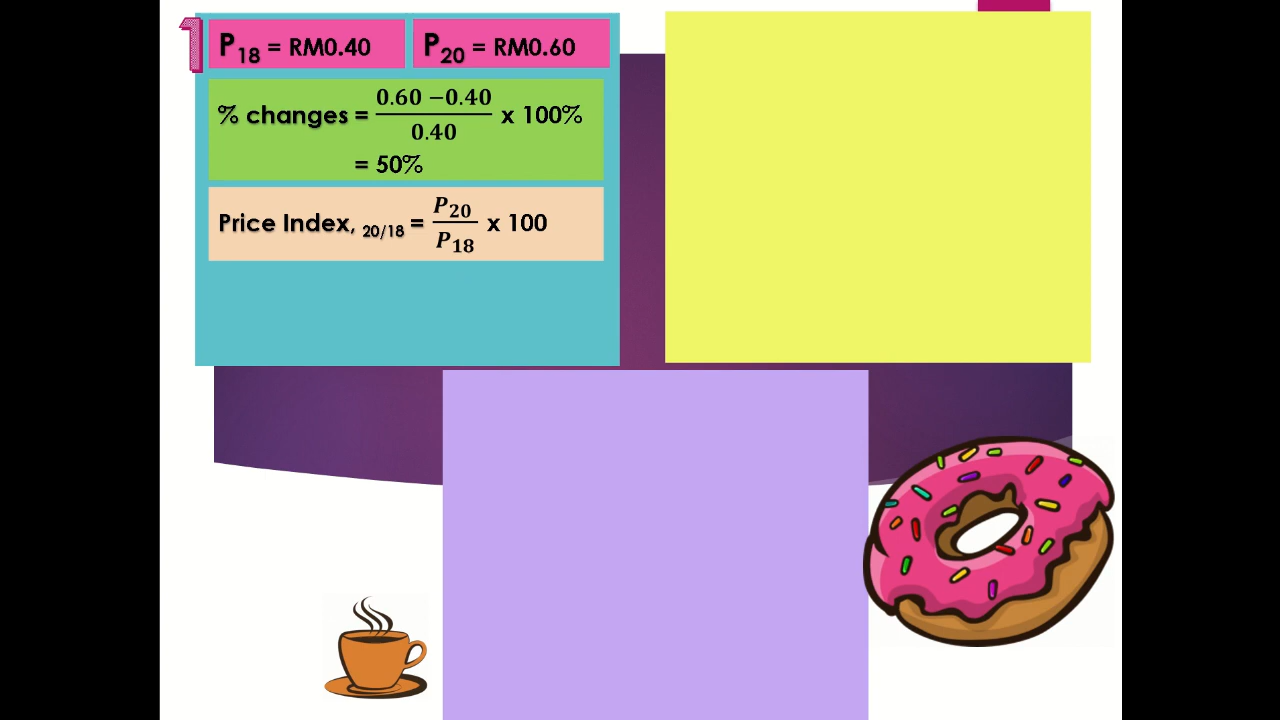 1
P18 = RM0.40
P20 = RM0.60
% changes = 0.60 −0.40 / 0.40 x 100%
= 50%
Price Index, 20/18 = P20 / P18 x 100